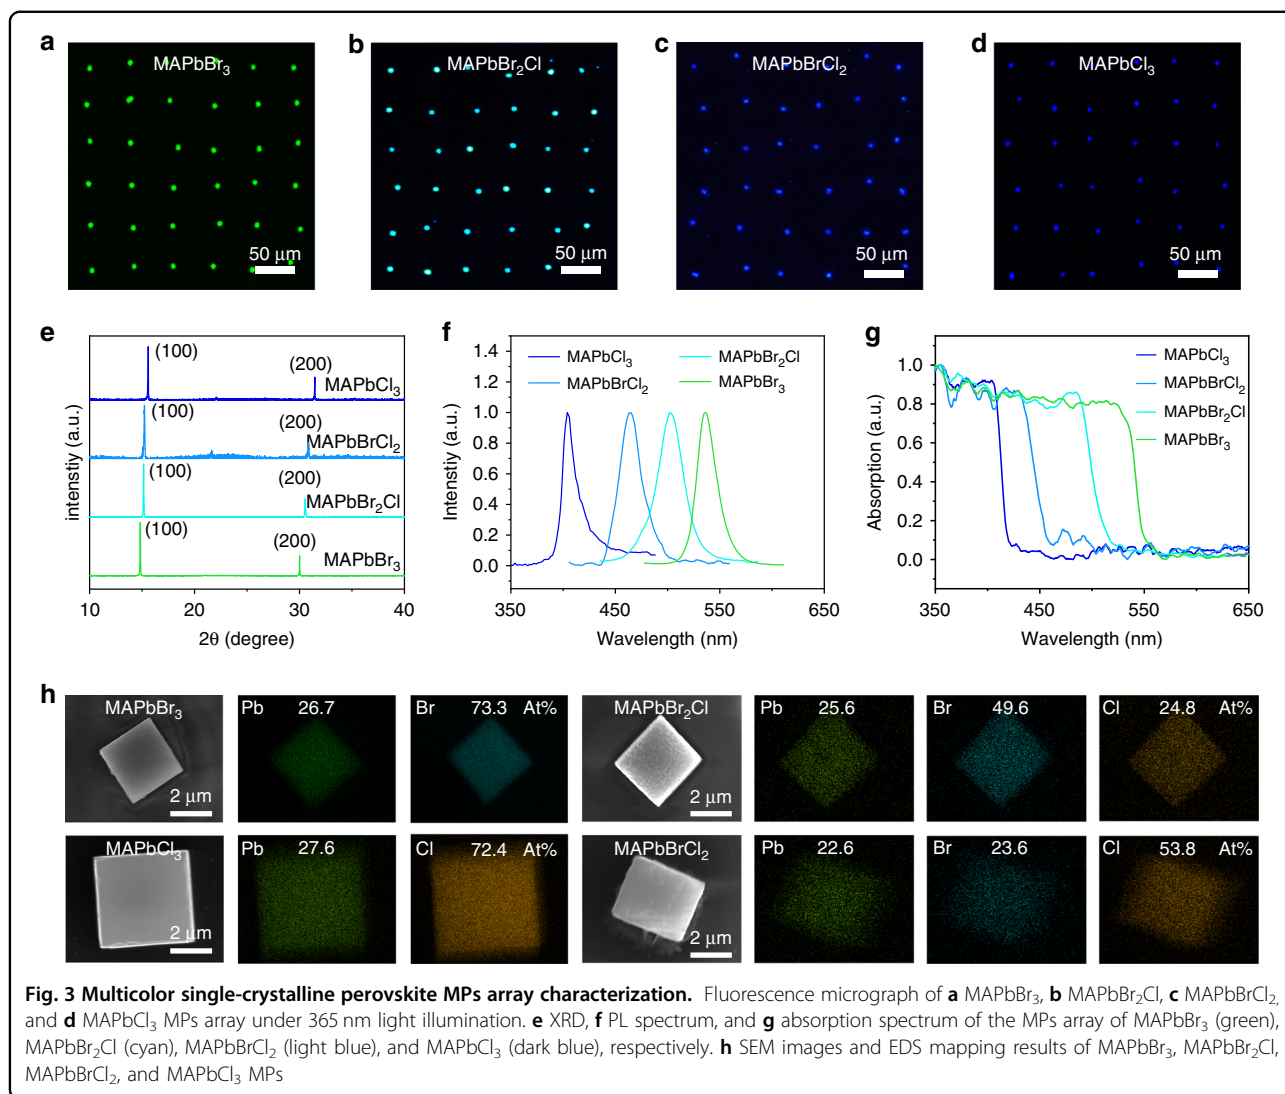 a
MAPbBr₃
50 μm
b
MAPbBr₂Cl
50 μm
c
MAPbBrCl₂
50 μm
d
MAPbCl₃
50 μm
e
intenstiy (a.u.)
(100)
(200)
MAPbCl₃
(100)
(200)
MAPbBrCl₂
(100)
(200)
MAPbBr₂Cl
(100)
(200)
MAPbBr₃
10 20 30 40
2θ (degree)
f
Intenstiy (a.u.)
1.4
1.2
1.0
0.8
0.6
0.4
0.2
0.0
MAPbCl₃ MAPbBr₂Cl
MAPbBrCl₂ MAPbBr₃
350 450 550 650
Wavelength (nm)
g
Absorption (a.u.)
1.0
0.8
0.6
0.4
0.2
0.0
MAPbCl₃
MAPbBrCl₂
MAPbBr₂Cl
MAPbBr₃
350 450 550 650
Wavelength (nm)
h
MAPbBr₃
2 μm
Pb 26.7
Br 73.3 At%
MAPbBr₂Cl
2 μm
Pb 25.6
Br 49.6
Cl 24.8 At%
MAPbCl₃
2 μm
Pb 27.6
Cl 72.4 At%
MAPbBrCl₂
2 μm
Pb 22.6
Br 23.6
Cl 53.8 At%
Fig. 3 Multicolor single-crystalline perovskite MPs array characterization. Fluorescence micrograph of a MAPbBr₃, b MAPbBr₂Cl, c MAPbBrCl₂,
and d MAPbCl₃ MPs array under 365 nm light illumination. e XRD, f PL spectrum, and g absorption spectrum of the MPs array of MAPbBr₃ (green),
MAPbBr₂Cl (cyan), MAPbBrCl₂ (light blue), and MAPbCl₃ (dark blue), respectively. h SEM images and EDS mapping results of MAPbBr₃, MAPbBr₂Cl,
MAPbBrCl₂, and MAPbCl₃ MPs